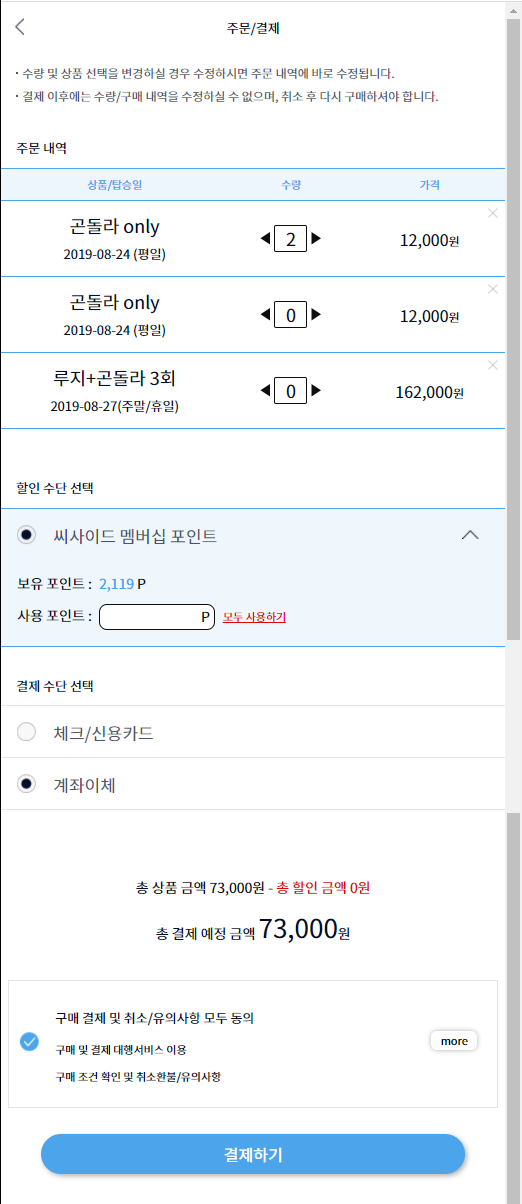 주문/결제
· 수량 및 상품 선택을 변경하실 경우 수정하시면 주문 내역에 바로 수정됩니다.
· 결제 이후에는 수량/구매 내역을 수정하실 수 없으며, 취소 후 다시 구매하셔야 합니다.
주문 내역
상품/탑승일 수량 가격
곤돌라 only
2019-08-24 (평일)
2
12,000원
곤돌라 only
2019-08-24 (평일)
0
12,000원
루지+곤돌라 3회
2019-08-27(주말/휴일)
0
162,000원
할인 수단 선택
씨사이드 멤버십 포인트
보유 포인트 : 2,119 P
사용 포인트 : P 모두 사용하기
결제 수단 선택
체크/신용카드
계좌이체
총 상품 금액 73,000원 - 총 할인 금액 0원
총 결제 예정 금액 73,000원
구매 결제 및 취소/유의사항 모두 동의
구매 및 결제 대행서비스 이용
more
구매 조건 확인 및 취소환불/유의사항
결제하기